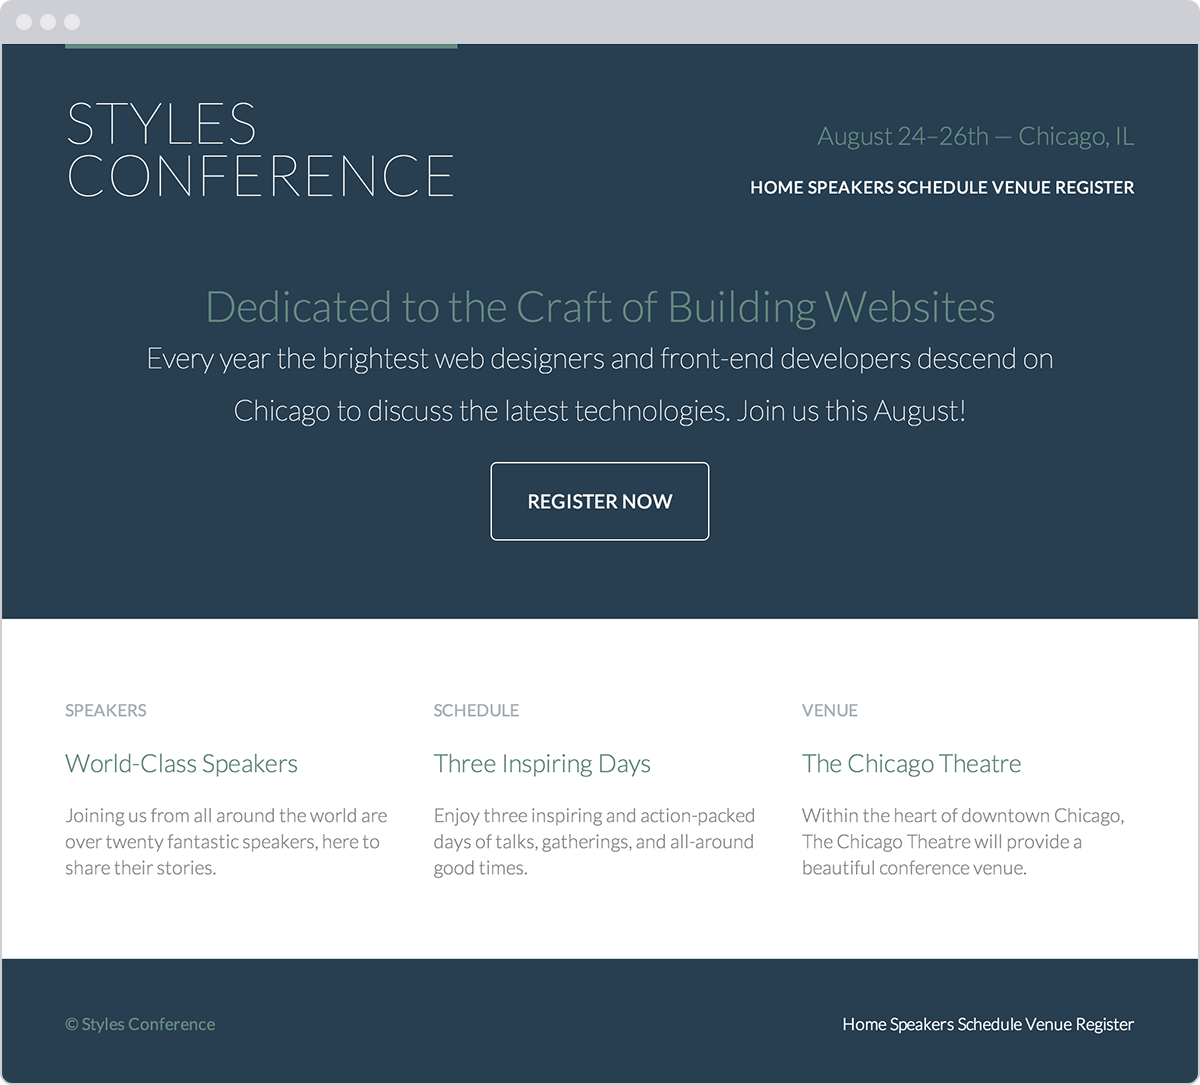 STYLES
CONFERENCE
August 24–26th — Chicago, IL
HOME SPEAKERS SCHEDULE VENUE REGISTER
Dedicated to the Craft of Building Websites
Every year the brightest web designers and front-end developers descend on
Chicago to discuss the latest technologies. Join us this August!
REGISTER NOW
SPEAKERS
World-Class Speakers
Joining us from all around the world are
over twenty fantastic speakers, here to
share their stories.
SCHEDULE
Three Inspiring Days
Enjoy three inspiring and action-packed
days of talks, gatherings, and all-around
good times.
VENUE
The Chicago Theatre
Within the heart of downtown Chicago,
The Chicago Theatre will provide a
beautiful conference venue.
© Styles Conference
Home Speakers Schedule Venue Register